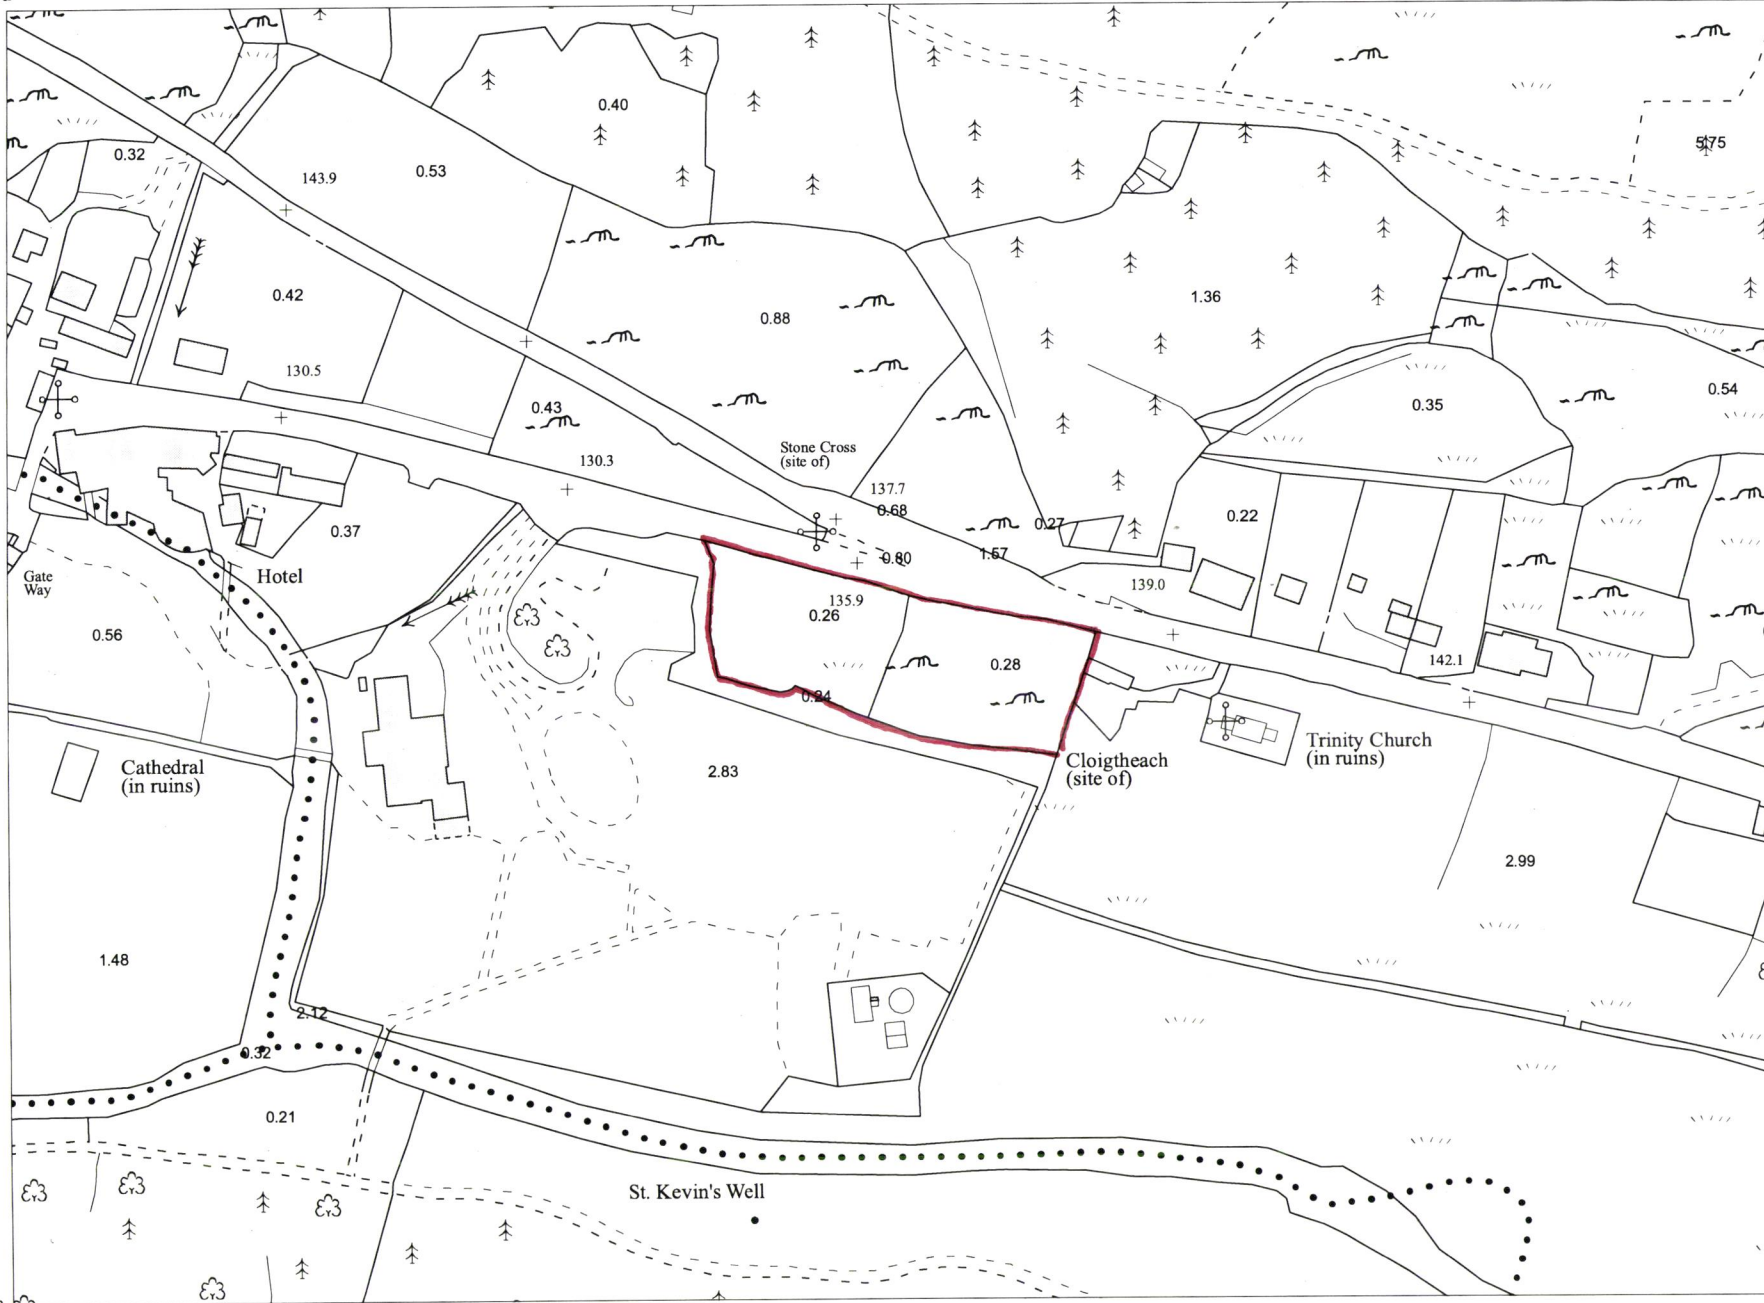 0.40
0.32
143.9
0.53
5.75
0.42
0.88
1.36
130.5
0.43
0.35
0.54
130.3
Stone Cross
(site of)
137.7
0.68
0.27
0.22
0.37
0.80
1.67
139.0
Gate
Way
Hotel
135.9
0.26
0.56
0.28
142.1
0.24
Cathedral
(in ruins)
2.83
Cloigtheach
(site of)
Trinity Church
(in ruins)
2.99
1.48
2.12
0.32
0.21
St. Kevin's Well